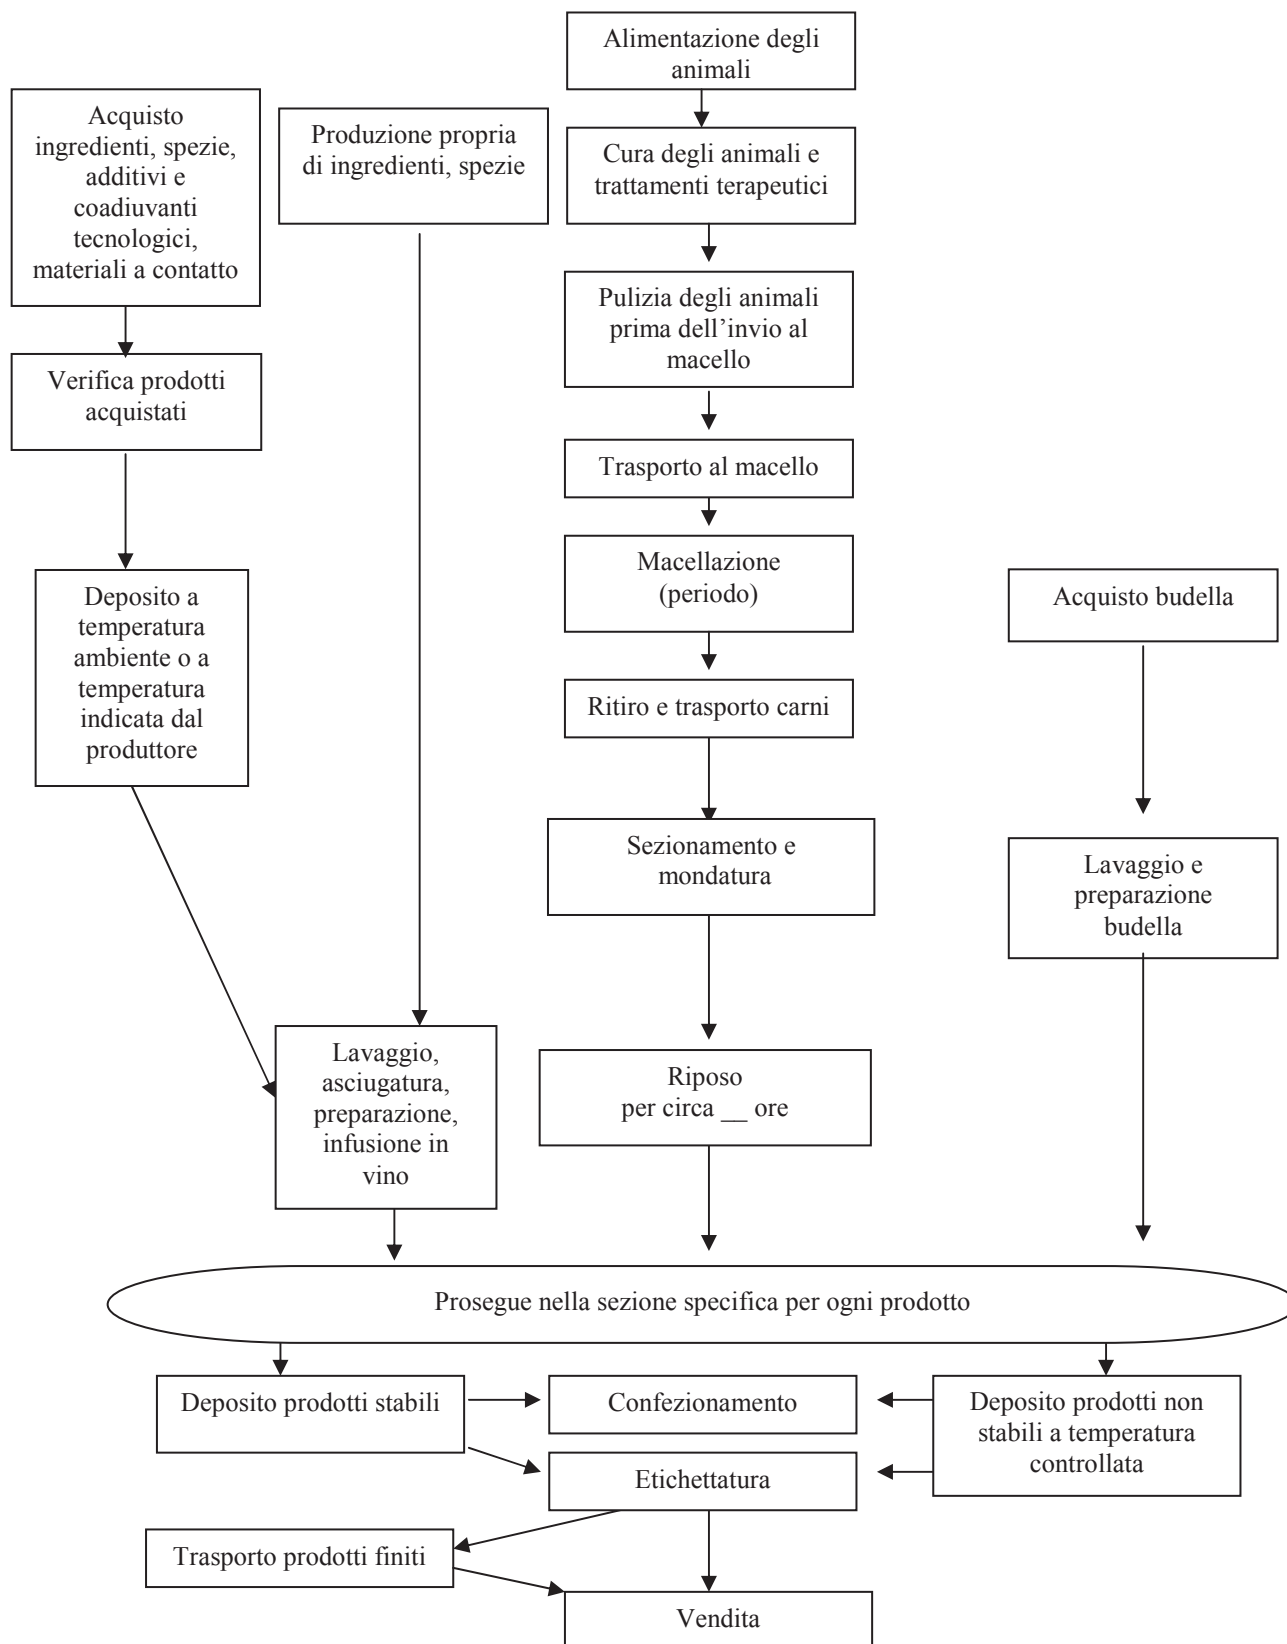 Alimentazione degli
animali
Acquisto
ingredienti, spezie,
additivi e
coadiuvanti
tecnologici,
materiali a contatto
Produzione propria
di ingredienti, spezie
Cura degli animali e
trattamenti terapeutici
Pulizia degli animali
prima dell’invio al
macello
Verifica prodotti
acquistati
Trasporto al macello
Macellazione
(periodo)
Deposito a
temperatura
ambiente o a
temperatura
indicata dal
produttore
Acquisto budella
Ritiro e trasporto carni
Sezionamento e
mondatura
Lavaggio e
preparazione
budella
Lavaggio,
asciugatura,
preparazione,
infusione in
vino
Riposo
per circa __ ore
Prosegue nella sezione specifica per ogni prodotto
Deposito prodotti stabili
Confezionamento
Deposito prodotti non
stabili a temperatura
controllata
Etichettatura
Trasporto prodotti finiti
Vendita